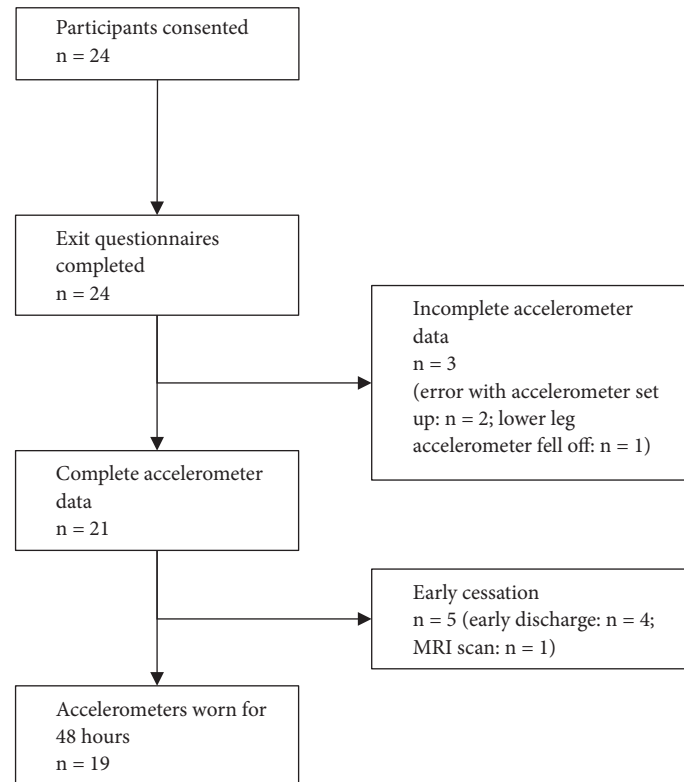 Participants consented
n = 24
Exit questionnaires
completed
n = 24
Incomplete accelerometer
data
n = 3
(error with accelerometer set
up: n = 2; lower leg
accelerometer fell off: n = 1)
Complete accelerometer
data
n = 21
Early cessation
n = 5 (early discharge: n = 4;
MRI scan: n = 1)
Accelerometers worn for
48 hours
n = 19